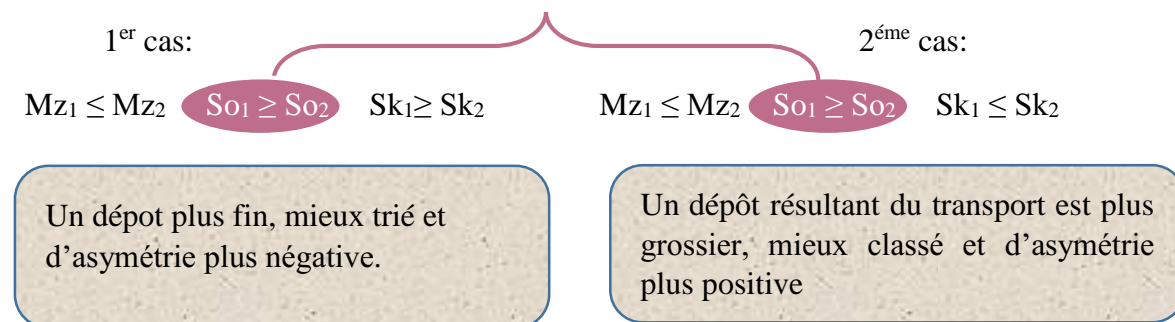 1er cas:
2éme cas:
Mz1 ≤ Mz2 So1 ≥ So2 Sk1≥ Sk2
Mz1 ≤ Mz2 So1 ≥ So2 Sk1 ≤ Sk2
Un dépot plus fin, mieux trié et
d’asymétrie plus négative.
Un dépôt résultant du transport est plus
grossier, mieux classé et d’asymétrie
plus positive